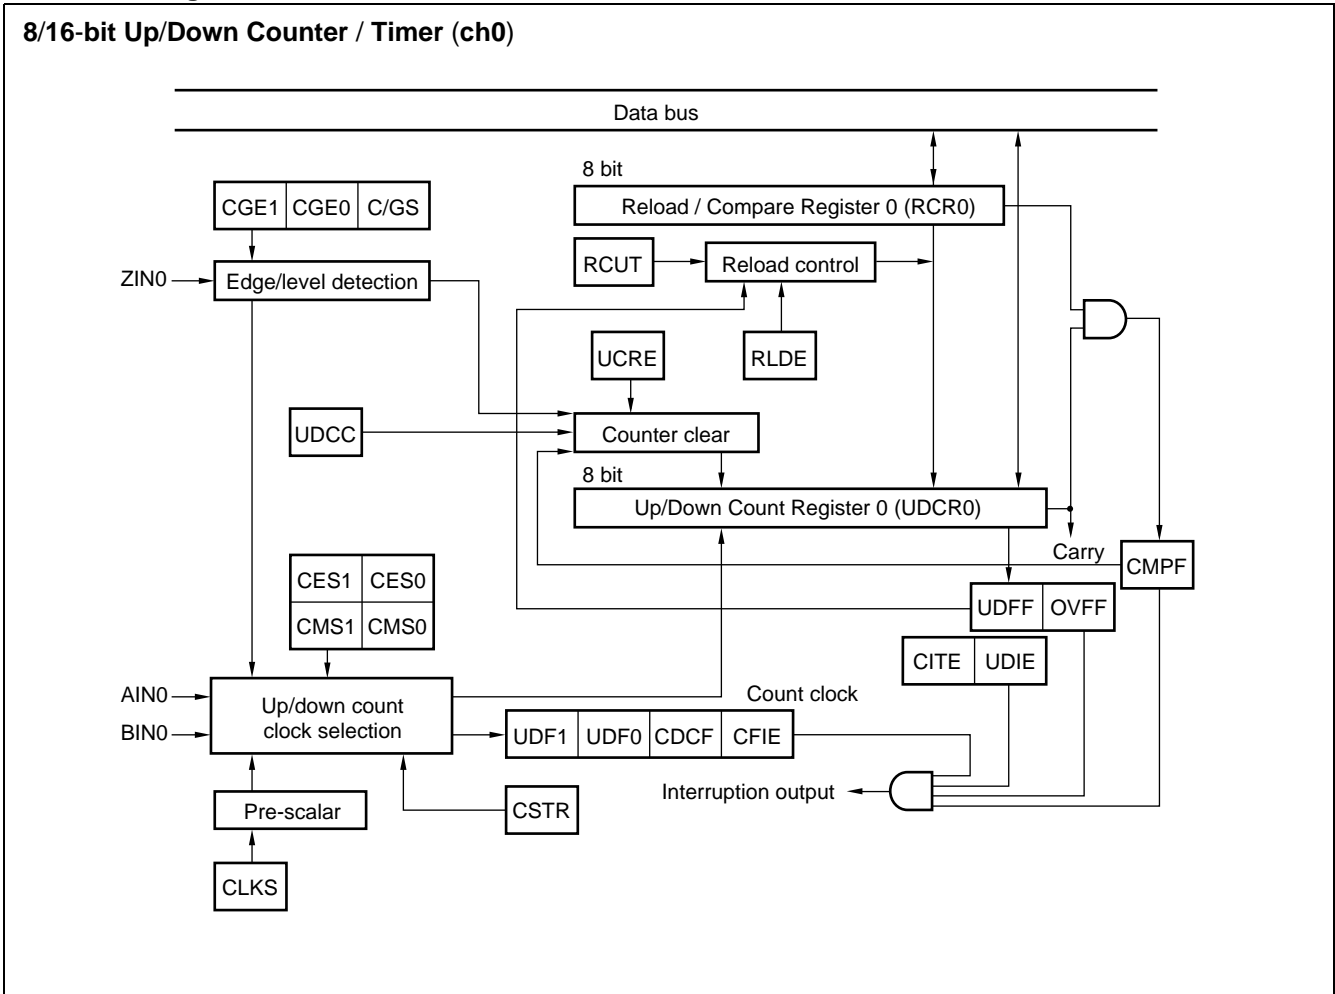 8/16-bit Up/Down Counter / Timer (ch0)
Data bus
8 bit
CGE1 CGE0 C/GS
Reload / Compare Register 0 (RCR0)
RCUT
Reload control
ZIN0
Edge/level detection
UCRE
RLDE
UDCC
Counter clear
8 bit
Up/Down Count Register 0 (UDCR0)
Carry
CMPF
CES1 CES0
CMS1 CMS0
UDFF OVFF
CITE UDIE
AIN0
BIN0
Up/down count
clock selection
Count clock
UDF1 UDF0 CDCF CFIE
Interruption output
Pre-scalar
CSTR
CLKS